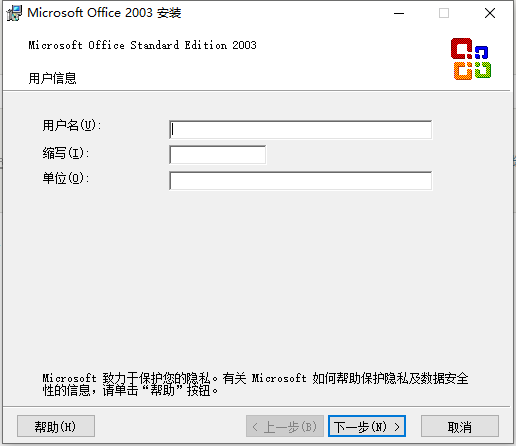 Microsoft Office 2003 安装
Microsoft Office Standard Edition 2003
用户信息
用户名(U):
缩写(I):
单位(O):
Microsoft 致力于保护您的隐私。有关 Microsoft 如何帮助保护隐私及数据安全
性的信息，请单击“帮助”按钮。
帮助(H)
< 上一步(B)
下一步(N) >
取消